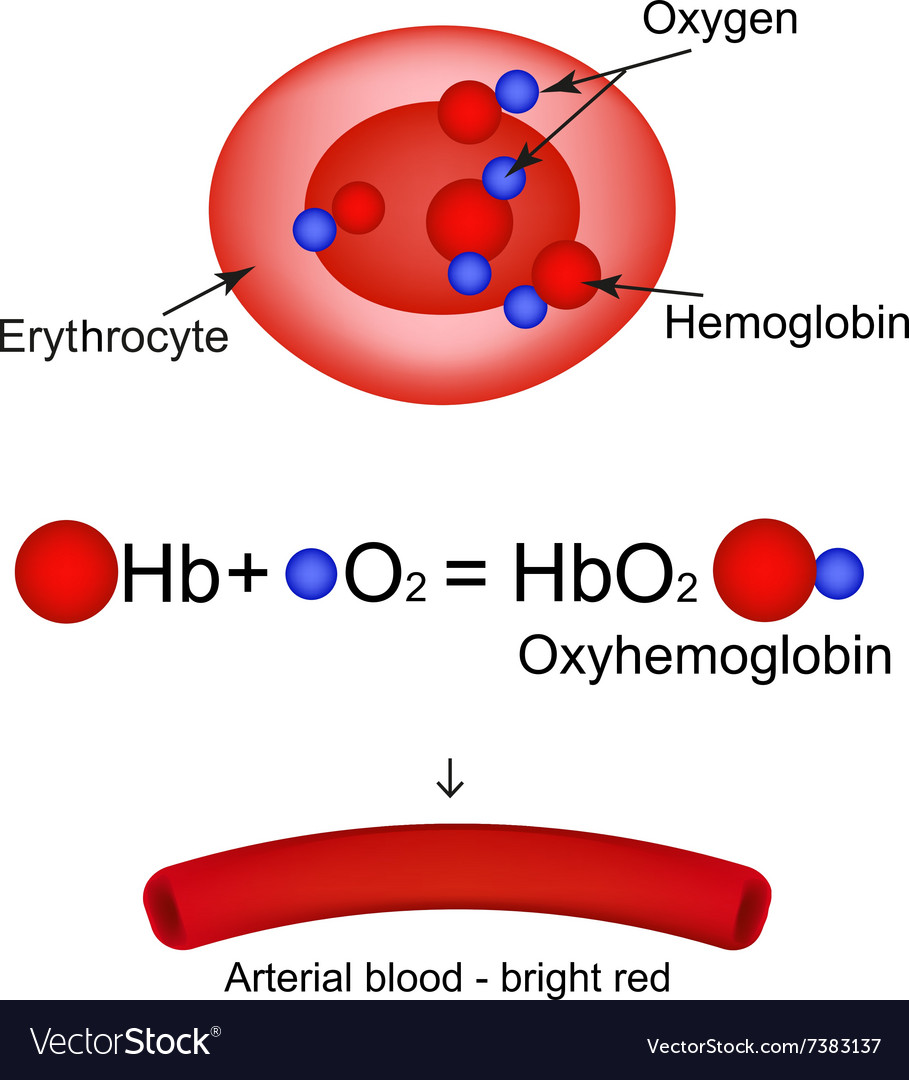 Oxygen
Erythrocyte
Hemoglobin
Hb + O₂ = HbO₂
Oxyhemoglobin
Arterial blood - bright red
VectorStock®
VectorStock.com/7383137